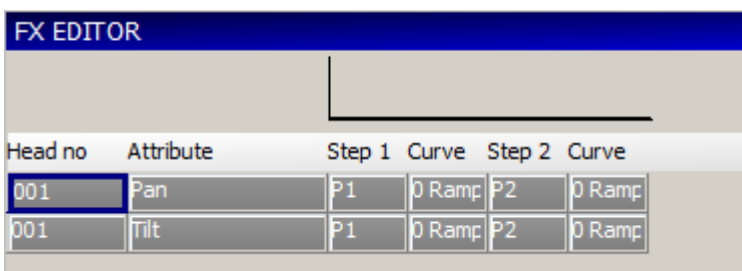 FX EDITOR
Head no Attribute Step 1 Curve Step 2 Curve
001 Pan P1 0 Ramp P2 0 Ramp
001 Tilt P1 0 Ramp P2 0 Ramp